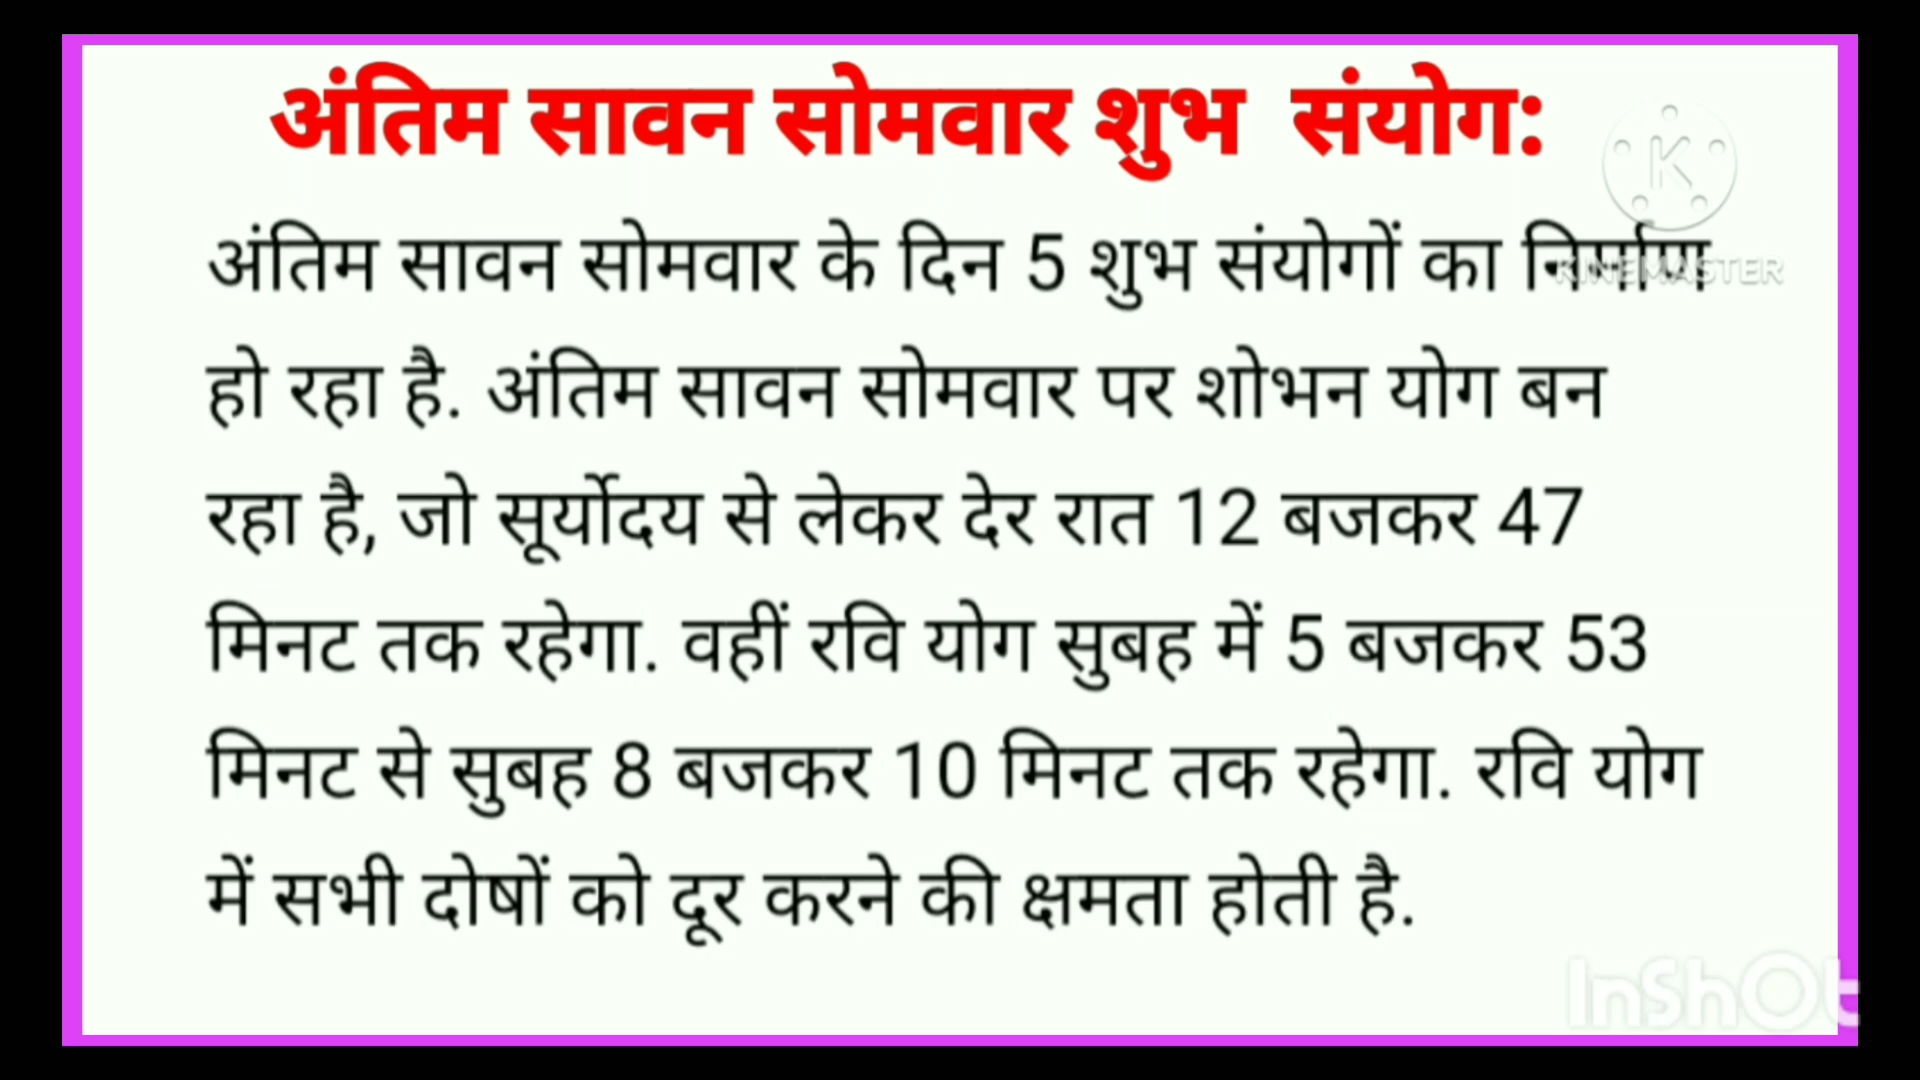 अंतिम सावन सोमवार शुभ संयोग:
अंतिम सावन सोमवार के दिन 5 शुभ संयोगों का निर्माण
हो रहा है. अंतिम सावन सोमवार पर शोभन योग बन
रहा है, जो सूर्योदय से लेकर देर रात 12 बजकर 47
मिनट तक रहेगा. वहीं रवि योग सुबह में 5 बजकर 53
मिनट से सुबह 8 बजकर 10 मिनट तक रहेगा. रवि योग
में सभी दोषों को दूर करने की क्षमता होती है.
K
KINEMASTER
InShOt